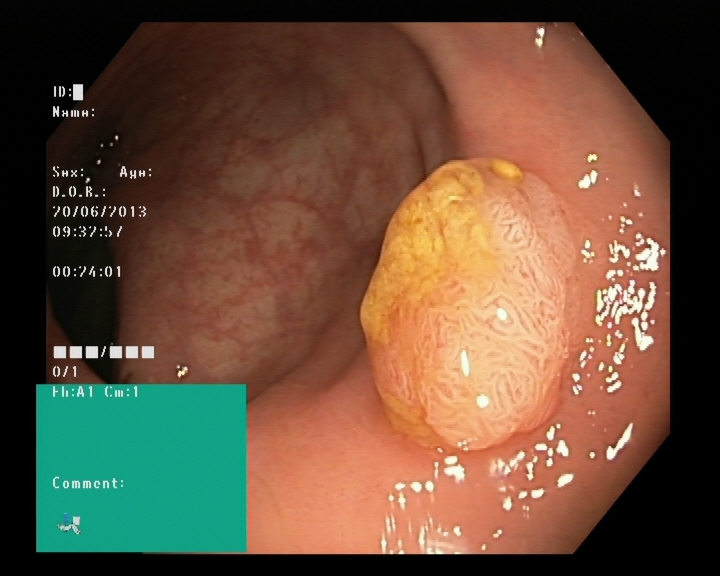 ID:
Name:
Sex: Age:
D.O.B.:
20/06/2013
09:32:57
00:24:01
0/1
Eh:A1 Cm:1
Comment: